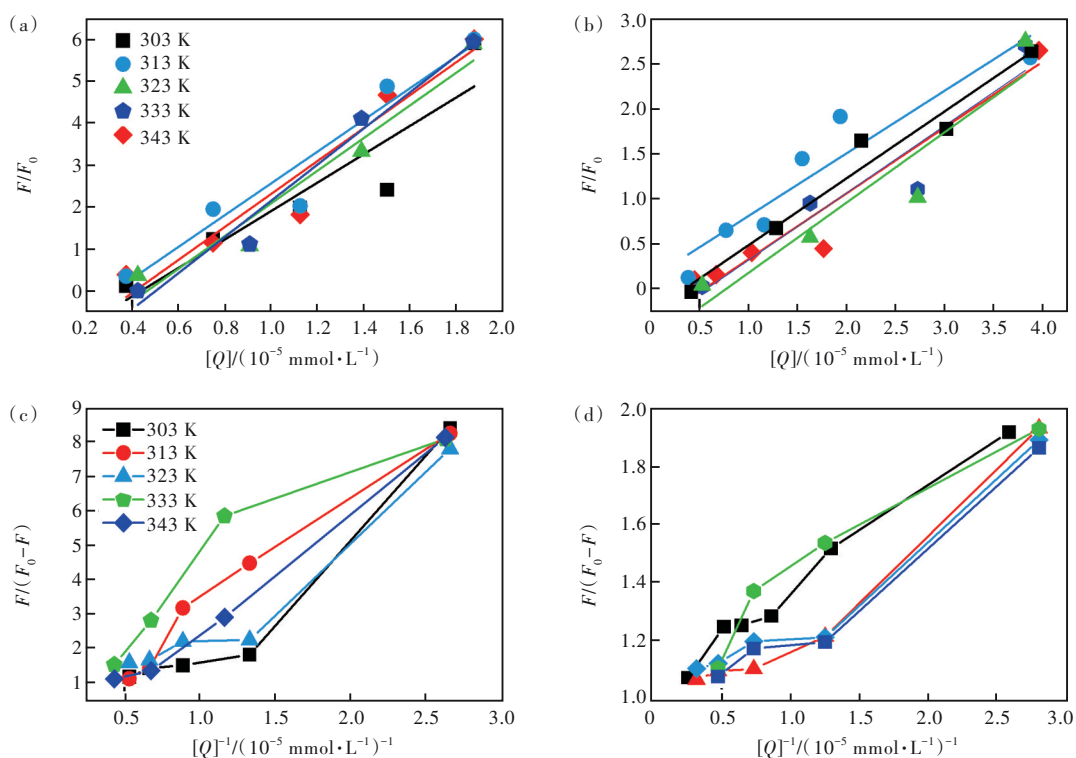 (a)
6
5
4
3
2
1
0
F/F₀
303 K
313 K
323 K
333 K
343 K
0.2 0.4 0.6 0.8 1.0 1.2 1.4 1.6 1.8 2.0
[Q]/(10⁻⁵ mmol·L⁻¹)
(b)
3.0
2.5
2.0
1.5
1.0
0.5
0
F/F₀
0 0.5 1.0 1.5 2.0 2.5 3.0 3.5 4.0
[Q]/(10⁻⁵ mmol·L⁻¹)
(c)
9
8
7
6
5
4
3
2
1
F/(F₀−F)
303 K
313 K
323 K
333 K
343 K
0.5 1.0 1.5 2.0 2.5 3.0
[Q]⁻¹/(10⁻⁵ mmol·L⁻¹)⁻¹
(d)
2.0
1.8
1.6
1.4
1.2
1.0
F/(F₀−F)
0 0.5 1.0 1.5 2.0 2.5 3.0
[Q]⁻¹/(10⁻⁵ mmol·L⁻¹)⁻¹